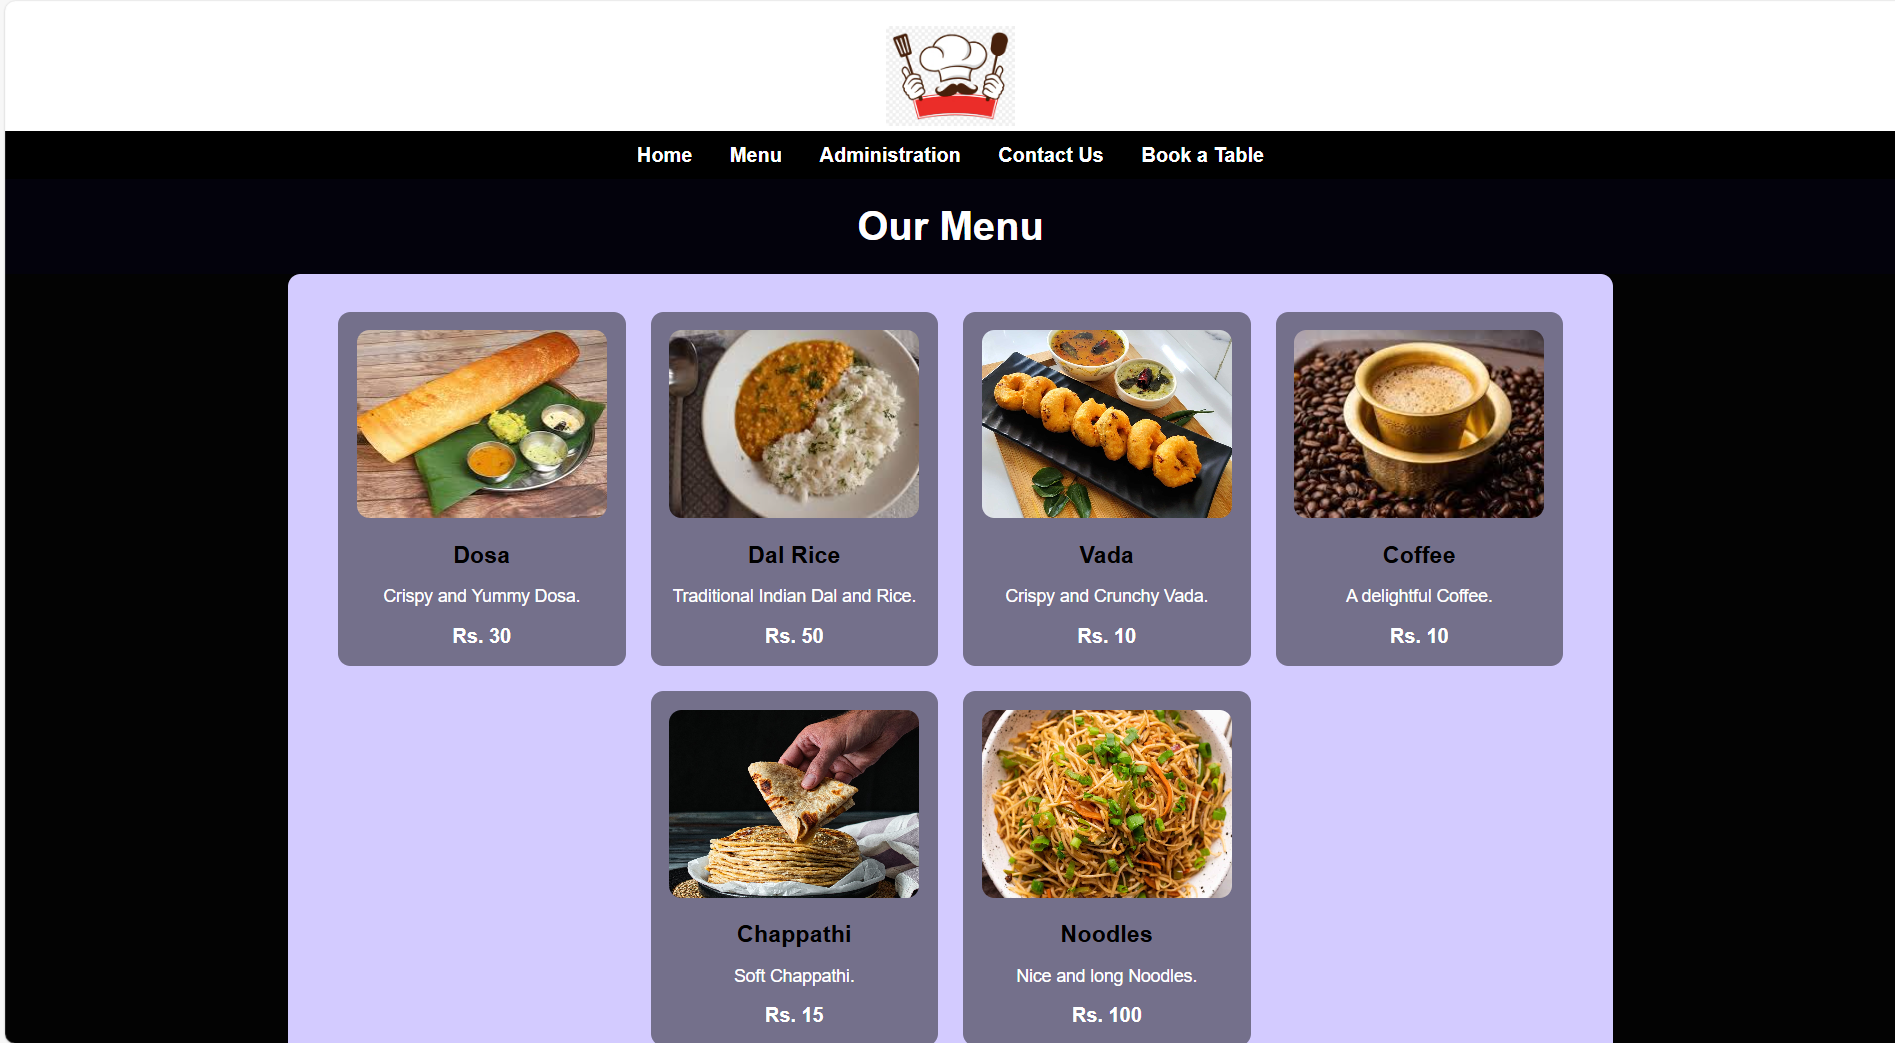 Home Menu Administration Contact Us Book a Table
Our Menu
Dosa
Crispy and Yummy Dosa.
Rs. 30
Dal Rice
Traditional Indian Dal and Rice.
Rs. 50
Vada
Crispy and Crunchy Vada.
Rs. 10
Coffee
A delightful Coffee.
Rs. 10
Chappathi
Soft Chappathi.
Rs. 15
Noodles
Nice and long Noodles.
Rs. 100